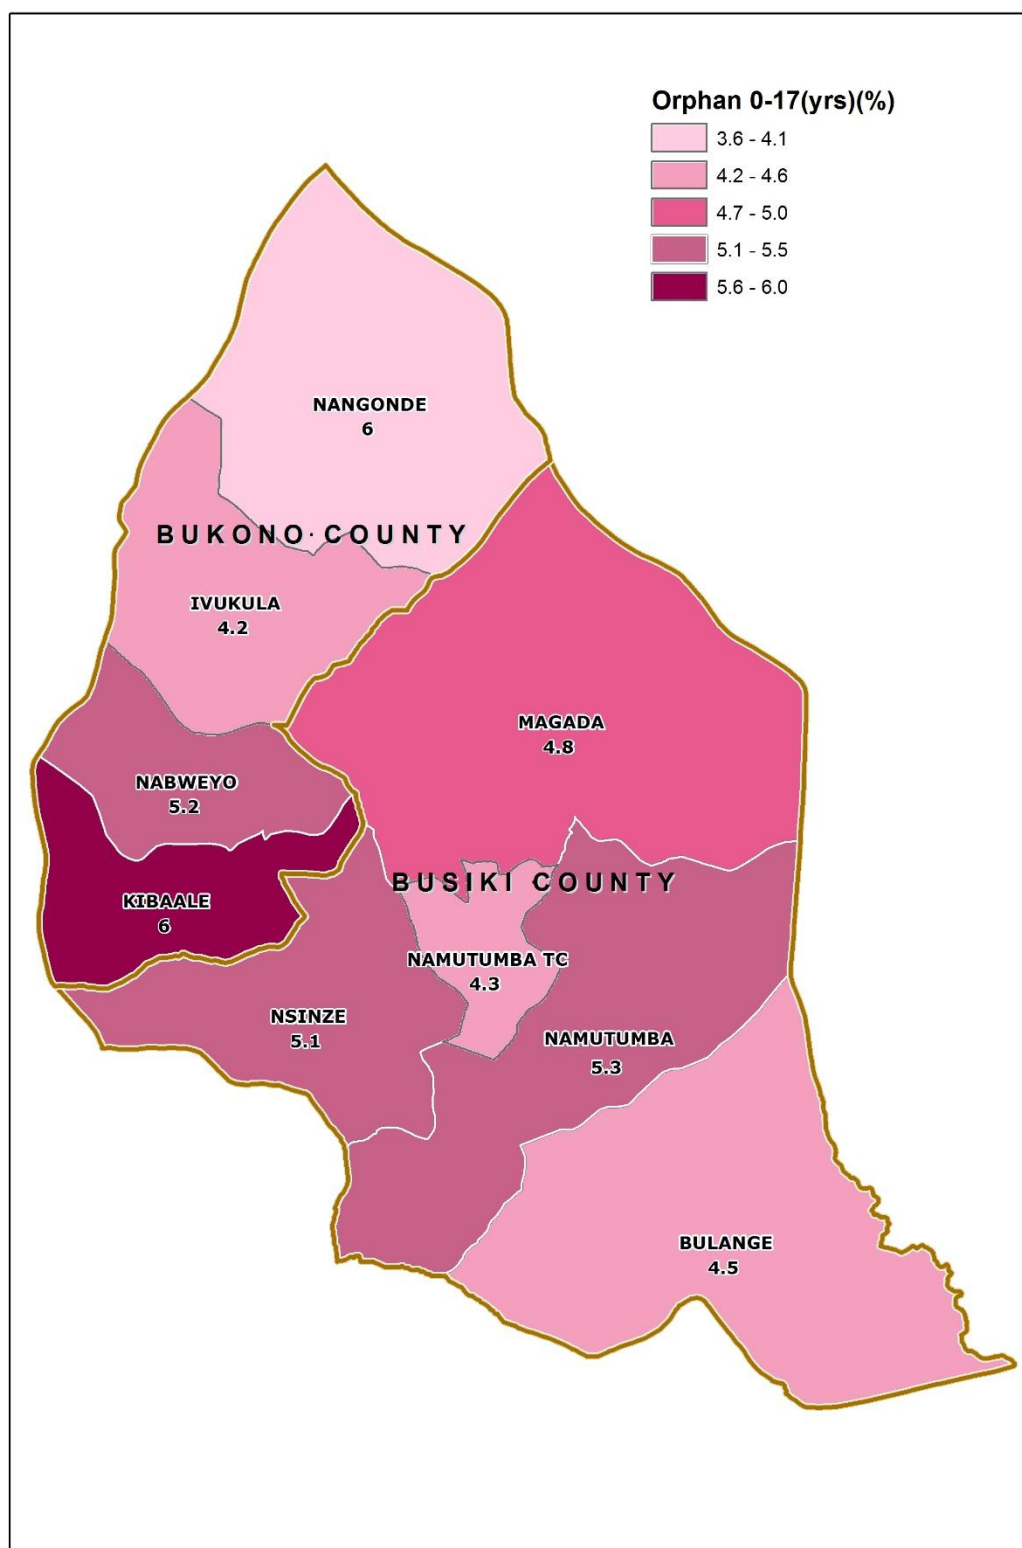 Orphan 0-17(yrs)(%)
3.6 - 4.1
4.2 - 4.6
4.7 - 5.0
5.1 - 5.5
5.6 - 6.0
NANGONDE
6
BUKONO COUNTY
IVUKULA
4.2
MAGADA
4.8
NABWEYO
5.2
BUSIKI COUNTY
KIBAALE
6
NAMUTUMBA TC
4.3
NSINZE
5.1
NAMUTUMBA
5.3
BULANGE
4.5